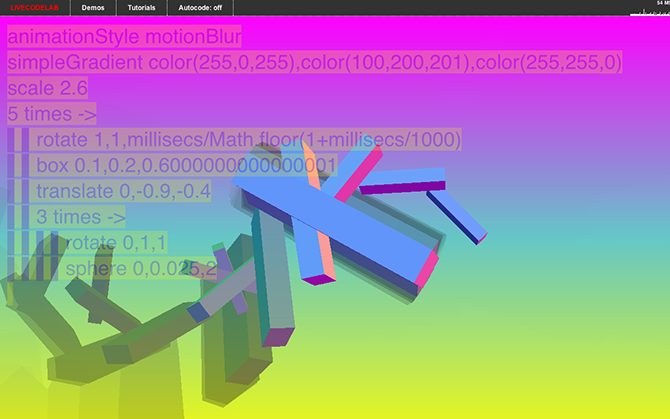 LIVECODELAB Demos Tutorials Autocode: off
54 MS
animationStyle motionBlur
simpleGradient color(255,0,255),color(100,200,201),color(255,255,0)
scale 2.6
5 times ->
rotate 1,1,millisecs/Math.floor(1+millisecs/1000)
box 0.1,0.2,0.6000000000000001
translate 0,-0.9,-0.4
3 times ->
rotate 0,1,1
sphere 0,0.025,2